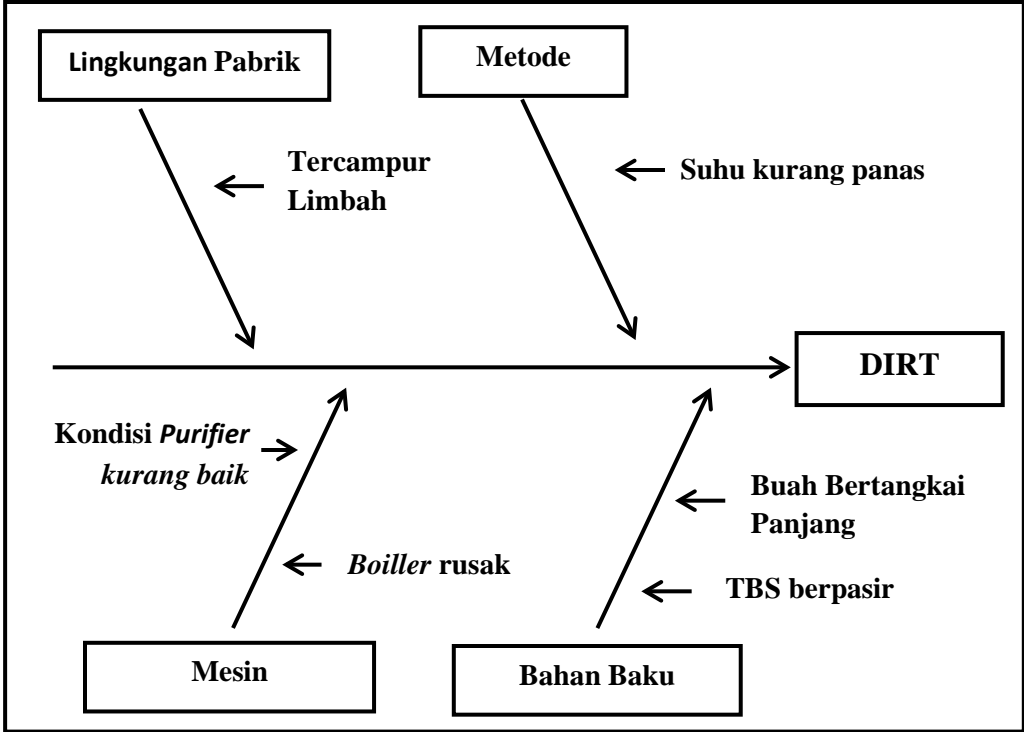 Lingkungan Pabrik
Metode
Tercampur
Limbah
Suhu kurang panas
DIRT
Kondisi Purifier
kurang baik
Buah Bertangkai
Panjang
Boiller rusak
TBS berpasir
Mesin
Bahan Baku